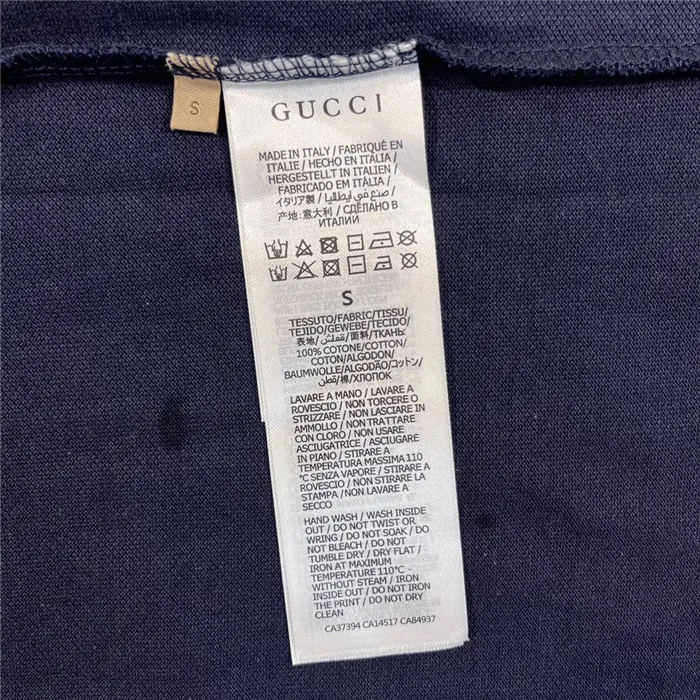 S
GUCCI
MADE IN ITALY / FABRIQUÉ EN
ITALIE / HECHO EN ITALIA /
HERGESTELLT IN ITALIEN /
FABRICADO EM ITÁLIA /
イタリア製 / صنع في إيطاليا /
产地:意大利 / СДЕЛАНО В
ИТАЛИИ
S
TESSUTO/FABRIC/TISSU/
TEJIDO/GEWEBE/TECIDO/
表地/قماش/面料/ТКАНЬ:
100% COTONE/COTTON/
COTON/ALGODON/
BAUMWOLLE/ALGODÃO/コットン/
قطن/棉/ХЛОПОК
LAVARE A MANO / LAVARE A
ROVESCIO / NON TORCERE O
STRIZZARE / NON LASCIARE IN
AMMOLLO / NON TRATTARE
CON CLORO / NON USARE
ASCIUGATRICE / ASCIUGARE
IN PIANO / STIRARE A
TEMPERATURA MASSIMA 110
°C SENZA VAPORE / STIRARE A
ROVESCIO / NON STIRARE LA
STAMPA /NON LAVARE A
SECCO
HAND WASH / WASH INSIDE
OUT / DO NOT TWIST OR
WRING / DO NOT SOAK / DO
NOT BLEACH / DO NOT
TUMBLE DRY / DRY FLAT /
IRON AT MAXIMUM
TEMPERATURE 110°C -
WITHOUT STEAM / IRON
INSIDE OUT / DO NOT IRON
THE PRINT / DO NOT DRY
CLEAN
CA37394 CA14517 CA84937